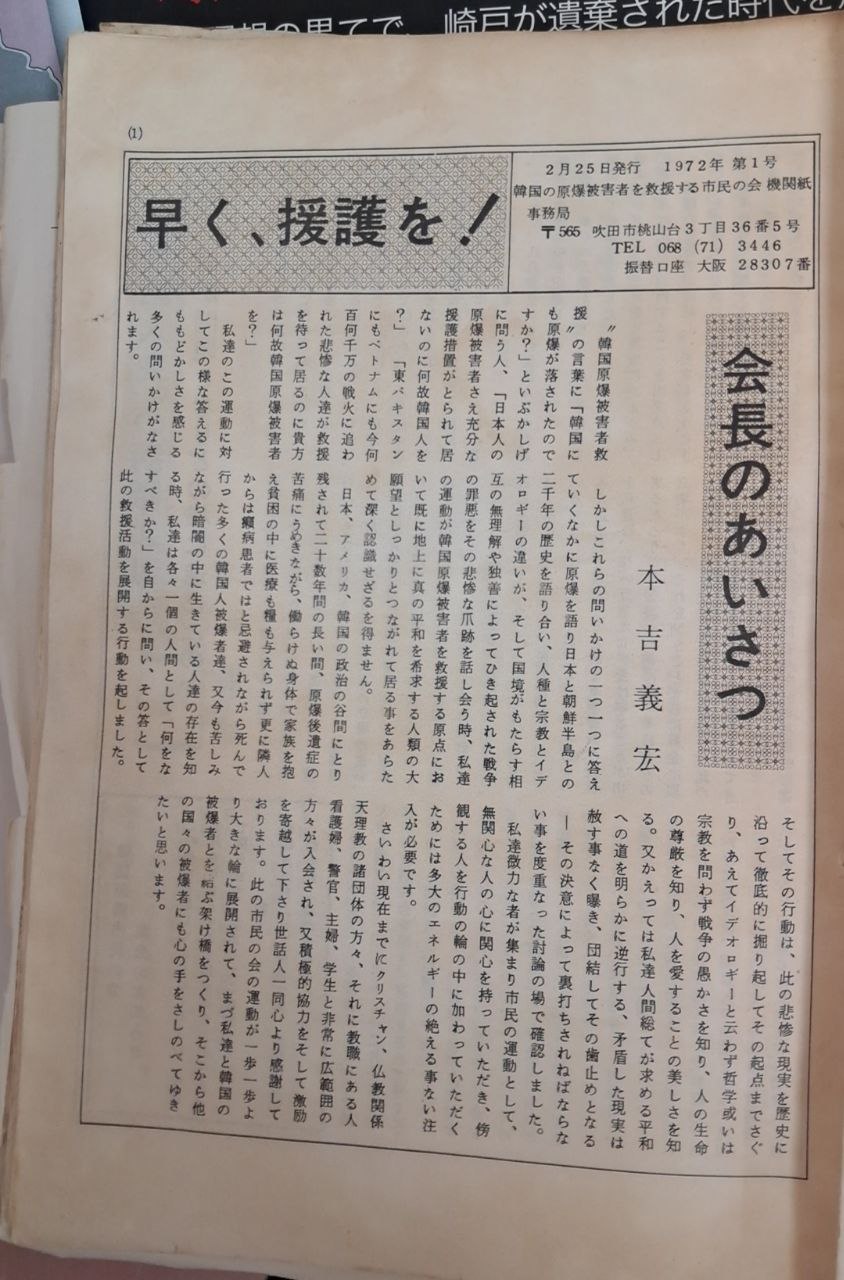 崎戸が遺棄された時代を
(1)
早く、援護を！
2月25日発行　1972年 第1号
韓国の原爆被害者を救援する市民の会 機関紙
事務局
〒565　吹田市桃山台3丁目36番5号
TEL　068（71）3446
振替口座　大阪　28307番
会長のあいさつ
本吉義宏
〃韓国原爆被害者救
援〃の言葉に「韓国に
も原爆が落されたので
すか？」といぶかしげ
に問う人、「日本人の
原爆被害者さえ充分な
援護措置がとられて居
ないのに何故韓国人を
？」　「東パキスタン
にもベトナムにも今何
百何千万の戦火に追わ
れた悲惨な人達が救援
を待って居るのに貴方
は何故韓国原爆被害者
を？」
私達のこの運動に対
してこの様な答えるに
ももどかしさを感じる
多くの問いかけがなさ
れます。
しかしこれらの問いかけの一つ一つに答え
ていくなかに原爆を語り日本と朝鮮半島との
二千年の歴史を語り合い、人種と宗教とイデ
オロギーの違いが、そして国境がもたらす相
互の無理解や独善によってひき起された戦争
の罪悪をその悲惨な爪跡を話し会う時、私達
の運動が韓国原爆被害者を救援する原点にお
いて既に地上に真の平和を希求する人類の大
願望としっかりとつながれて居る事をあらた
めて深く認識せざるを得ません。
日本、アメリカ、韓国の政治の谷間にとり
残されて二十数年間の長い間、原爆後遺症の
苦痛にうめきながら、働らけぬ身体で家族を抱
え貧困の中に医療も糧も与えられず更に隣人
からは癩病患者ではと忌避されながら死んで
行った多くの韓国人被爆者達、又今も苦しみ
ながら暗闇の中に生きている人達の存在を知
る時、私達は各々一個の人間として「何をな
すべきか？」を自からに問い、その答として
此の救援活動を展開する行動を起しました。
そしてその行動は、此の悲惨な現実を歴史に
沿って徹底的に掘り起してその起点までさぐ
り、あえてイデオロギーと云わず哲学或いは
宗教を問わず戦争の愚かさを知り、人の生命
の尊厳を知り、人を愛することの美しさを知
る。又かえっては私達人間総てが求める平和
への道を明らかに逆行する、矛盾した現実は
赦す事なく曝き、団結してその歯止めとなる
― その決意によって裏打ちされねばならな
い事を度重なった討論の場で確認しました。
私達微力な者が集まり市民の運動として、
無関心な人の心に関心を持っていただき、傍
観する人を行動の輪の中に加わっていただく
ためには多大のエネルギーの絶える事ない注
入が必要です。
さいわい現在までにクリスチャン、仏教関係
天理教の諸団体の方々、それに教職にある人
看護婦、警官、主婦、学生と非常に広範囲の
方々が入会され、又積極的協力をそして激励
を寄越して下さり世話人一同心より感謝して
おります。此の市民の会の運動が一歩一歩よ
り大きな輪に展開されて、まづ私達と韓国の
被爆者とを結ぶ架け橋をつくり、そこから他
の国々の被爆者にも心の手をさしのべてゆき
たいと思います。